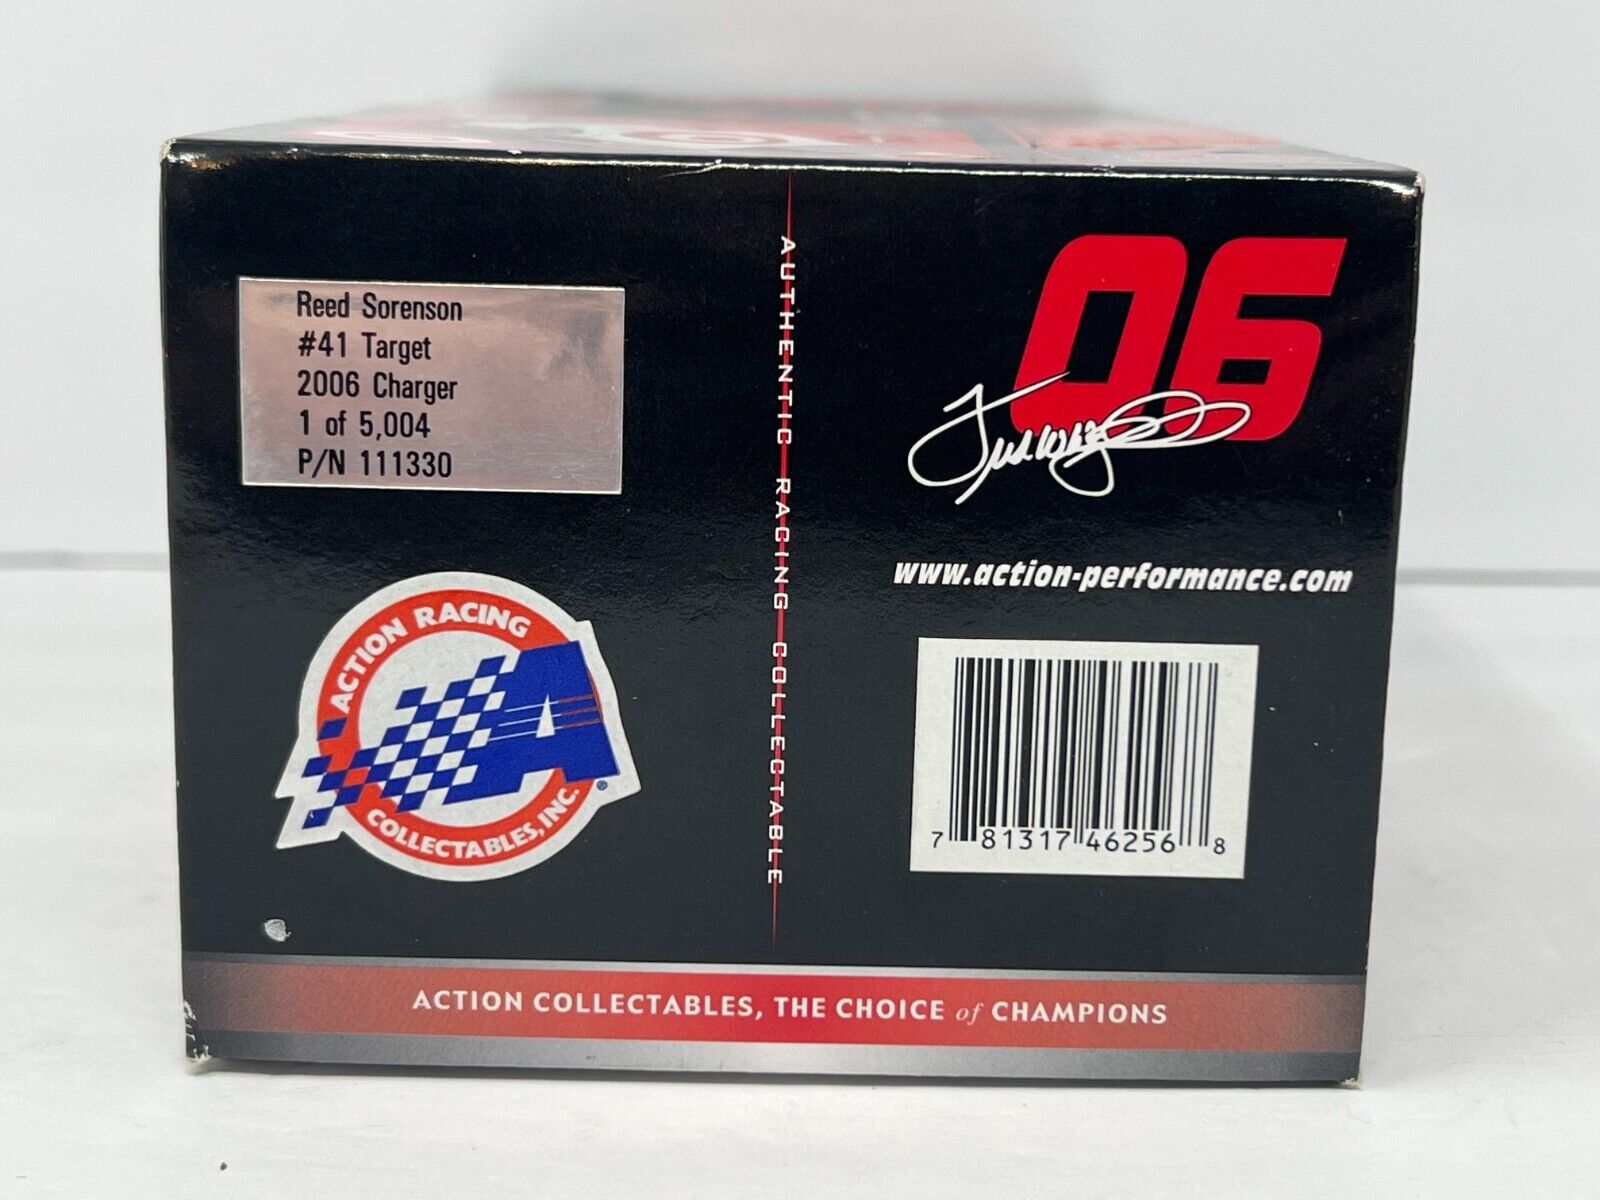 Reed Sorenson
#41 Target
2006 Charger
1 of 5,004
P/N 111330
ACTION RACING
COLLECTABLES, INC.
®
AUTHENTIC RACING COLLECTABLE
06
www.action-performance.com
7 81317 46256 8
ACTION COLLECTABLES, THE CHOICE of CHAMPIONS